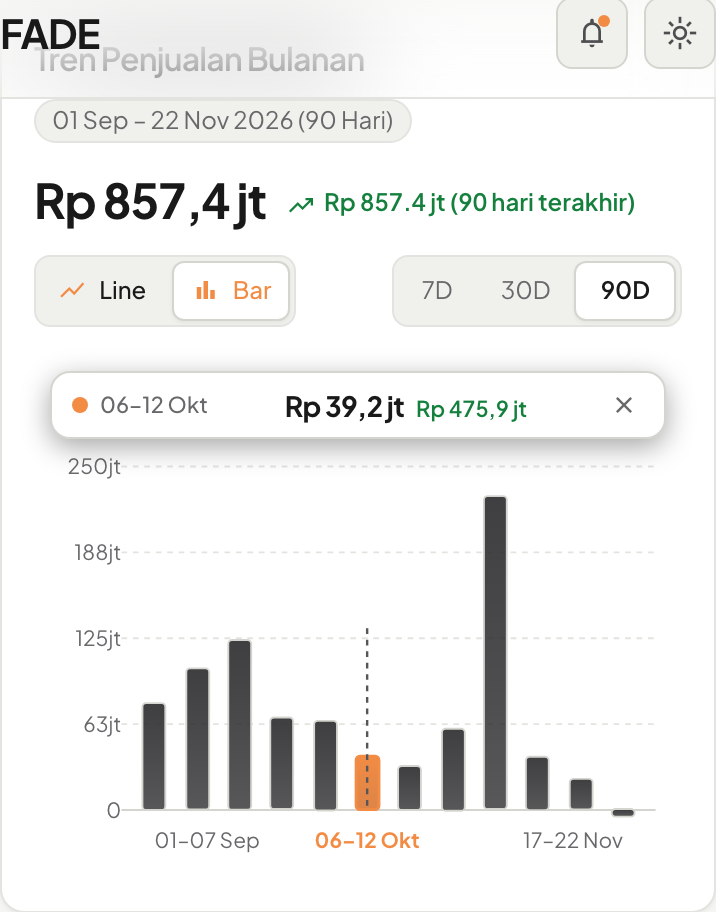 FADE
Tren Penjualan Bulanan
01 Sep – 22 Nov 2026 (90 Hari)
Rp 857,4 jt Rp 857.4 jt (90 hari terakhir)
Line Bar 7D 30D 90D
06–12 Okt Rp 39,2 jt Rp 475,9 jt
250jt
188jt
125jt
63jt
0
01–07 Sep 06–12 Okt 17–22 Nov